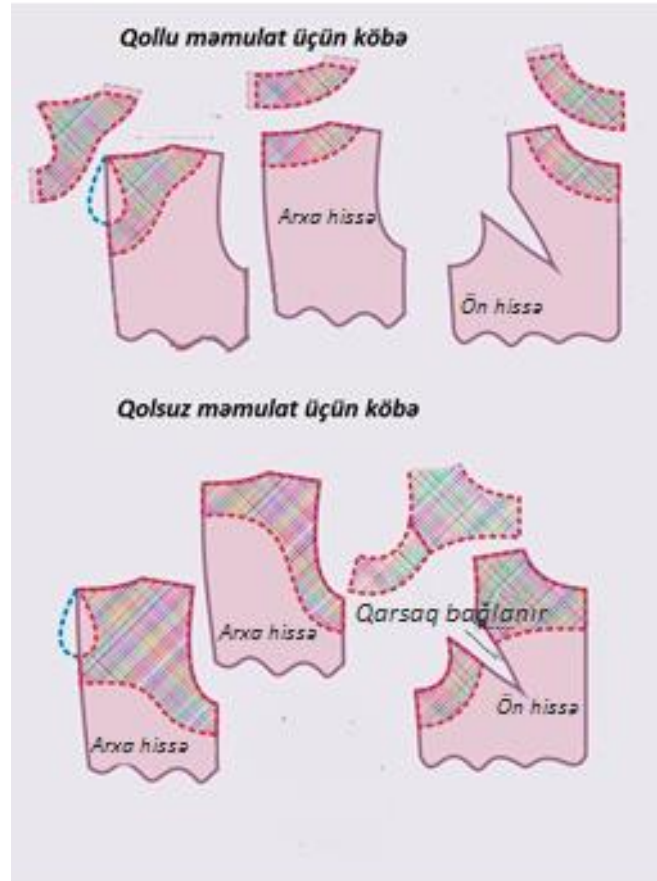 Qollu məmulat üçün köbə
Arxa hissə
Ön hissə
Qolsuz məmulat üçün köbə
Arxa hissə
Qarsaq bağlanır
Ön hissə
Arxa hissə